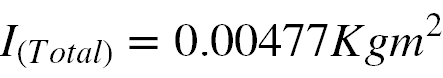 I(Total) = 0.00477Kgm²